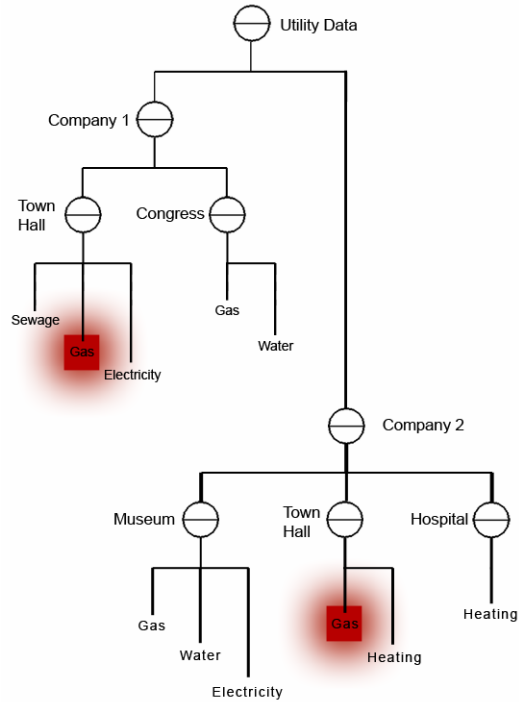 Utility Data
Company 1
Town
Hall
Congress
Sewage
Gas
Electricity
Gas
Water
Company 2
Museum
Town
Hall
Hospital
Gas
Water
Electricity
Gas
Heating
Heating